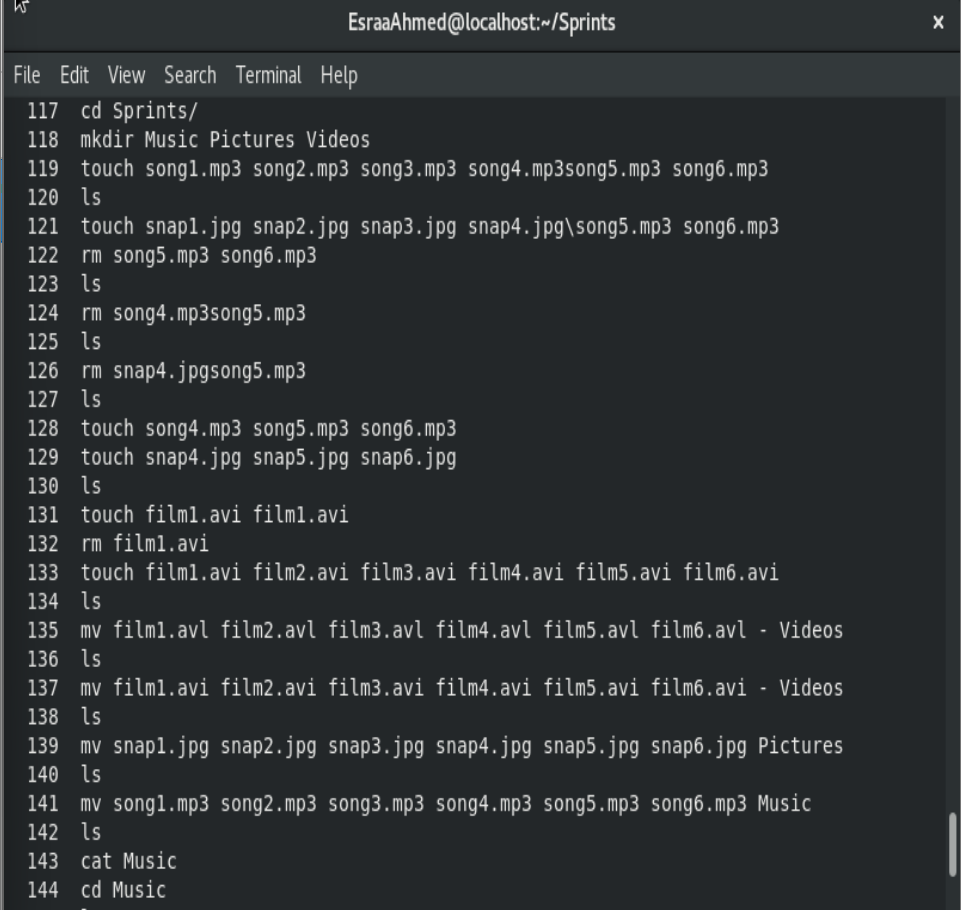 EsraaAhmed@localhost:~/Sprints x
File Edit View Search Terminal Help
117 cd Sprints/
118 mkdir Music Pictures Videos
119 touch song1.mp3 song2.mp3 song3.mp3 song4.mp3song5.mp3 song6.mp3
120 ls
121 touch snap1.jpg snap2.jpg snap3.jpg snap4.jpg\song5.mp3 song6.mp3
122 rm song5.mp3 song6.mp3
123 ls
124 rm song4.mp3song5.mp3
125 ls
126 rm snap4.jpgsong5.mp3
127 ls
128 touch song4.mp3 song5.mp3 song6.mp3
129 touch snap4.jpg snap5.jpg snap6.jpg
130 ls
131 touch film1.avi film1.avi
132 rm film1.avi
133 touch film1.avi film2.avi film3.avi film4.avi film5.avi film6.avi
134 ls
135 mv film1.avl film2.avl film3.avl film4.avl film5.avl film6.avl - Videos
136 ls
137 mv film1.avi film2.avi film3.avi film4.avi film5.avi film6.avi - Videos
138 ls
139 mv snap1.jpg snap2.jpg snap3.jpg snap4.jpg snap5.jpg snap6.jpg Pictures
140 ls
141 mv song1.mp3 song2.mp3 song3.mp3 song4.mp3 song5.mp3 song6.mp3 Music
142 ls
143 cat Music
144 cd Music